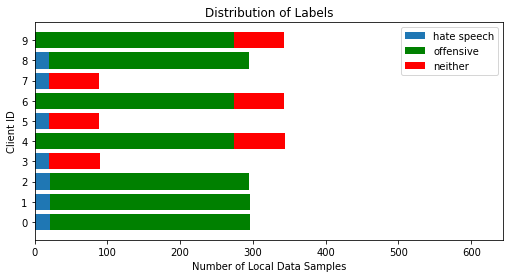 Distribution of Labels
hate speech
offensive
neither
Client ID
9
8
7
6
5
4
3
2
1
0
0 100 200 300 400 500 600
Number of Local Data Samples